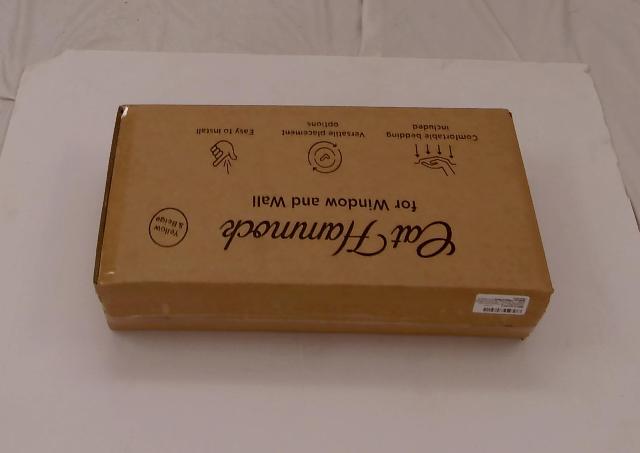 Cat Hammock
for Window and Wall
Yellow
& Beige
Comfortable bedding
included
Versatile placement
options
Easy to install